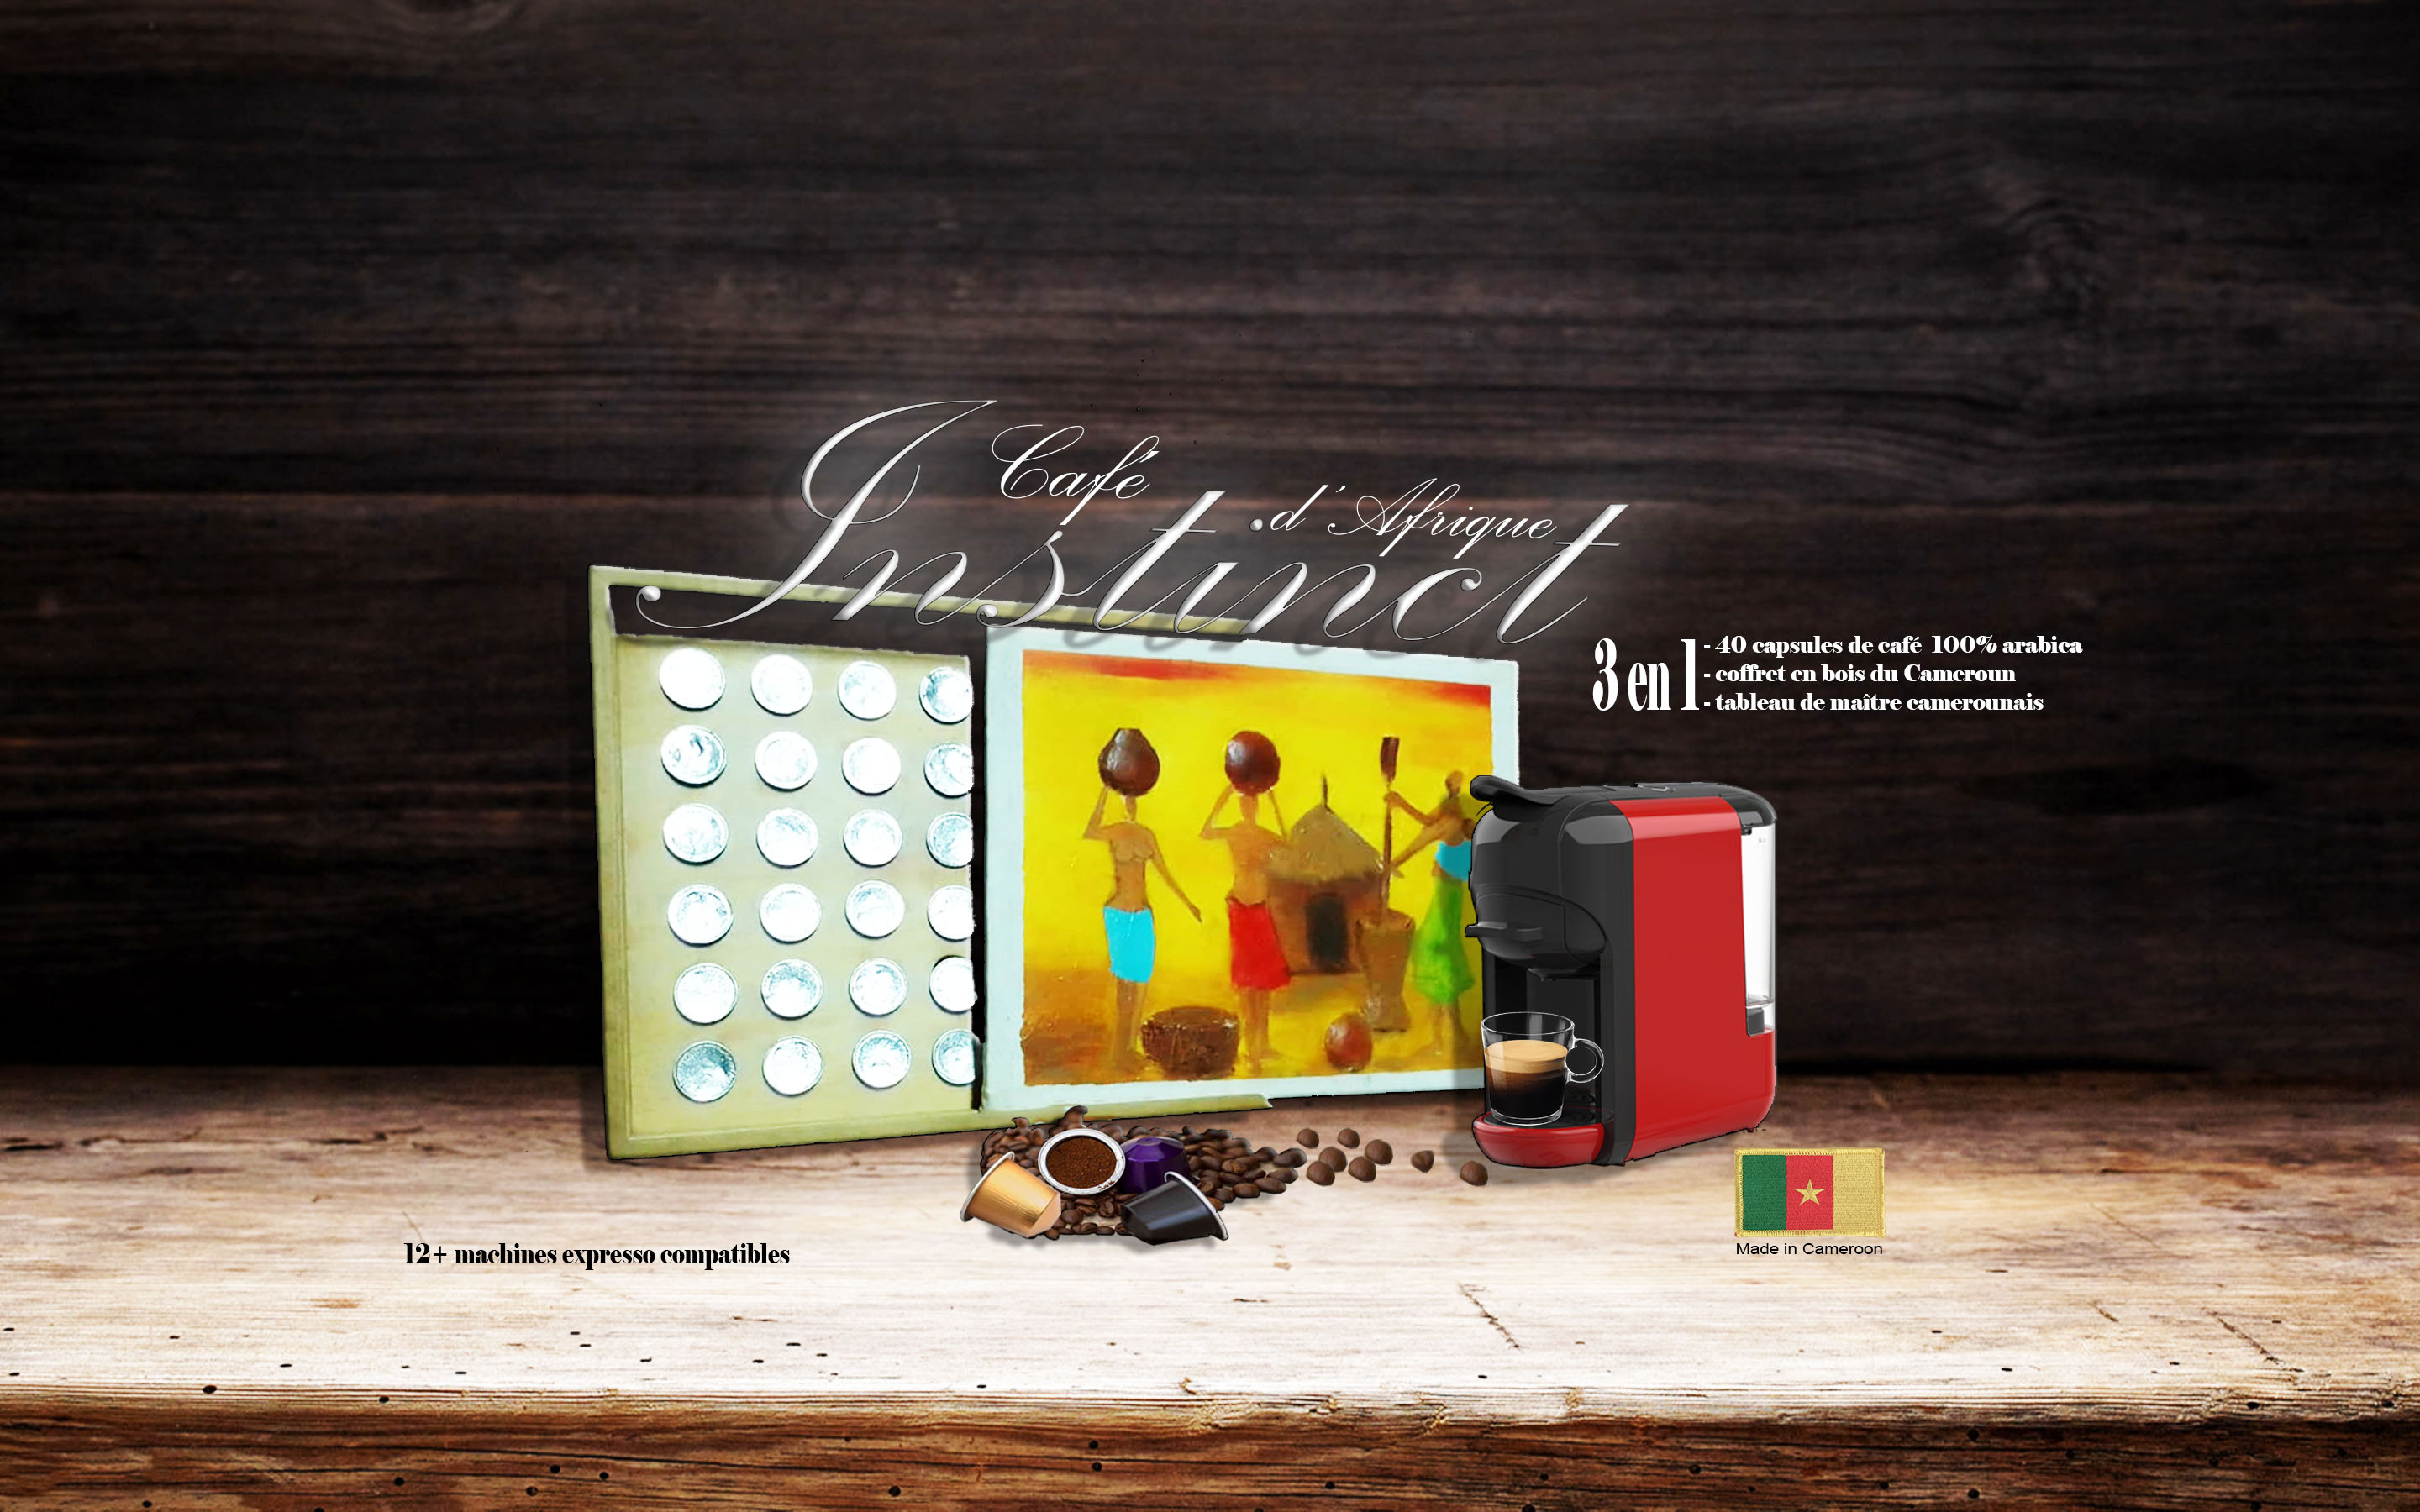 Café
d'Afrique
Instinct
3 en 1
- 40 capsules de café 100% arabica
- coffret en bois du Cameroun
- tableau de maître camerounais
12+ machines expresso compatibles
Made in Cameroon